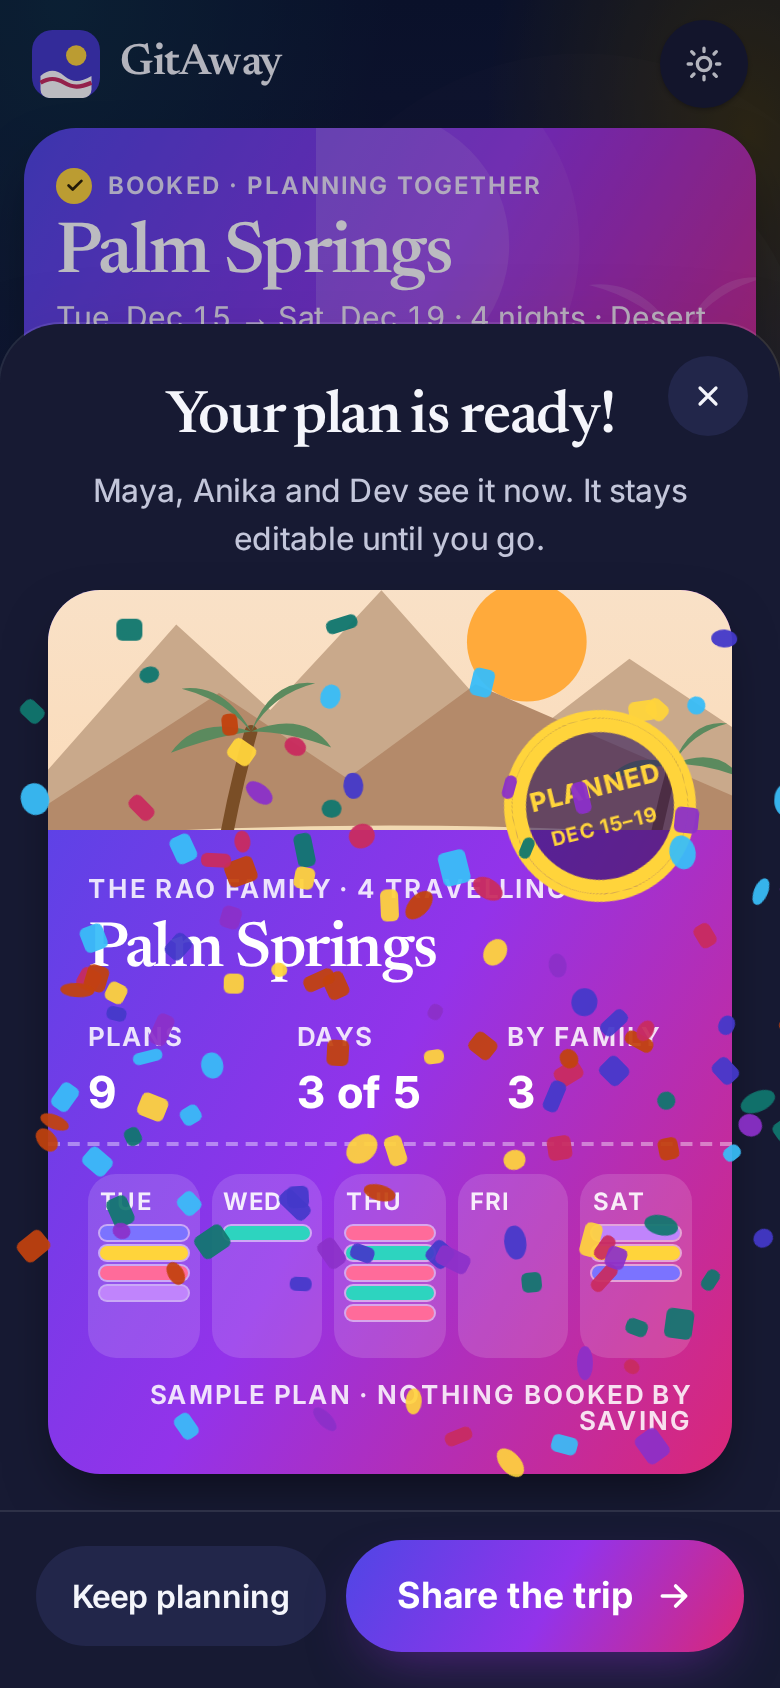 GitAway
BOOKED · PLANNING TOGETHER
Palm Springs
Tue, Dec 15 → Sat, Dec 19 · 4 nights · Desert
Your plan is ready!
Maya, Anika and Dev see it now. It stays
editable until you go.
PLANNED
DEC 15–19
THE RAO FAMILY · 4 TRAVELLING
Palm Springs
PLANS
DAYS
BY FAMILY
9
3 of 5
3
TUE
WED
THU
FRI
SAT
SAMPLE PLAN · NOTHING BOOKED BY
SAVING
Keep planning
Share the trip →